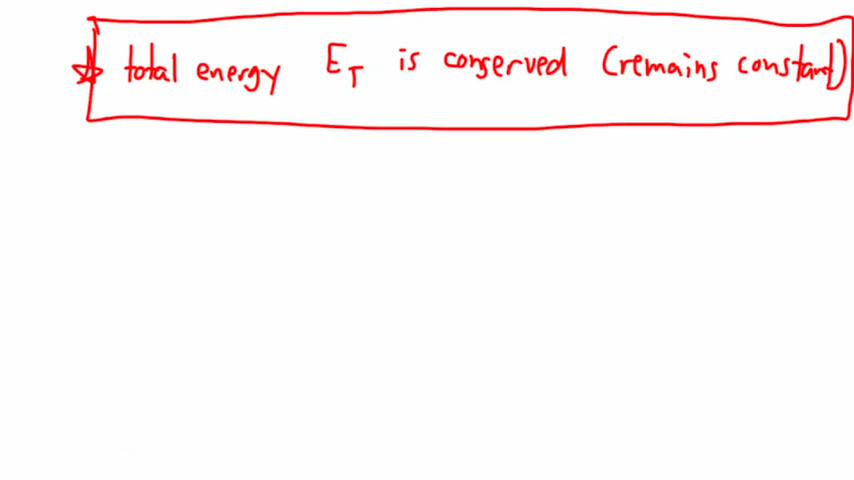 ☆ total energy E_T is conserved (remains constant)